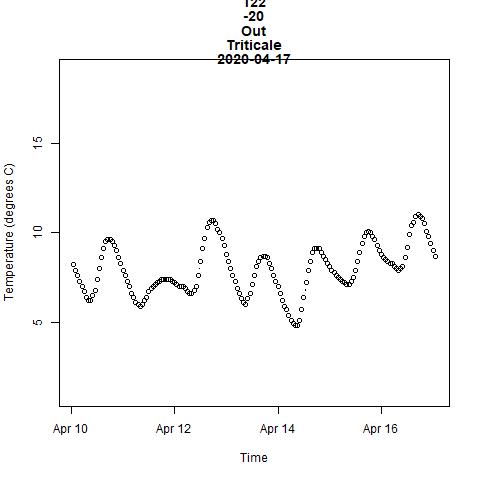 122
-20
Out
Triticale
2020-04-17
Temperature (degrees C)
15
10
5
Apr 10
Apr 12
Apr 14
Apr 16
Time